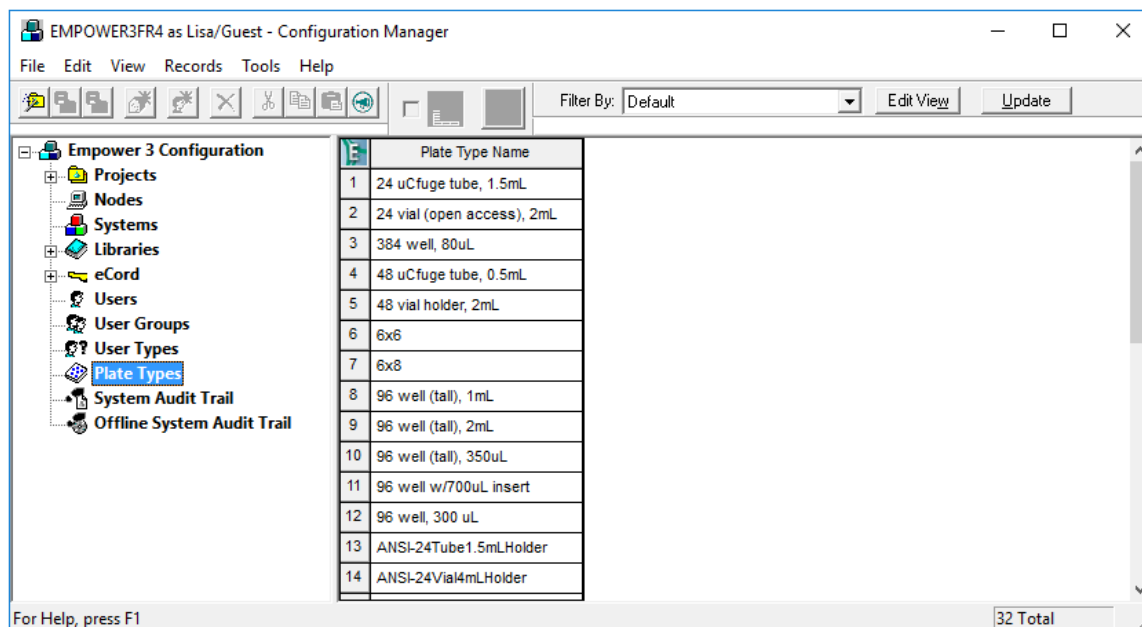 EMPOWER3FR4 as Lisa/Guest - Configuration Manager
File Edit View Records Tools Help
Filter By: Default Edit View Update
Empower 3 Configuration
Projects
Nodes
Systems
Libraries
eCord
Users
User Groups
User Types
Plate Types
System Audit Trail
Offline System Audit Trail
Plate Type Name
1 24 uCfuge tube, 1.5mL
2 24 vial (open access), 2mL
3 384 well, 80uL
4 48 uCfuge tube, 0.5mL
5 48 vial holder, 2mL
6 6x6
7 6x8
8 96 well (tall), 1mL
9 96 well (tall), 2mL
10 96 well (tall), 350uL
11 96 well w/700uL insert
12 96 well, 300 uL
13 ANSI-24Tube1.5mLHolder
14 ANSI-24Vial4mLHolder
For Help, press F1 32 Total